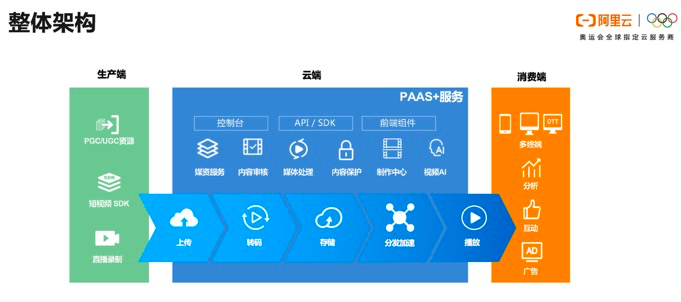 整体架构
阿里云
奥运会全球指定云服务商
生产端
云端
消费端
PAAS+服务
控制台
API / SDK
前端组件
PGC/UGC资源
媒资服务
内容审核
媒体处理
内容保护
制作中心
视频AI
AI
OTT
多终端
SDK
短视频 SDK
分析
直播录制
上传
转码
存储
分发加速
播放
互动
AD
广告